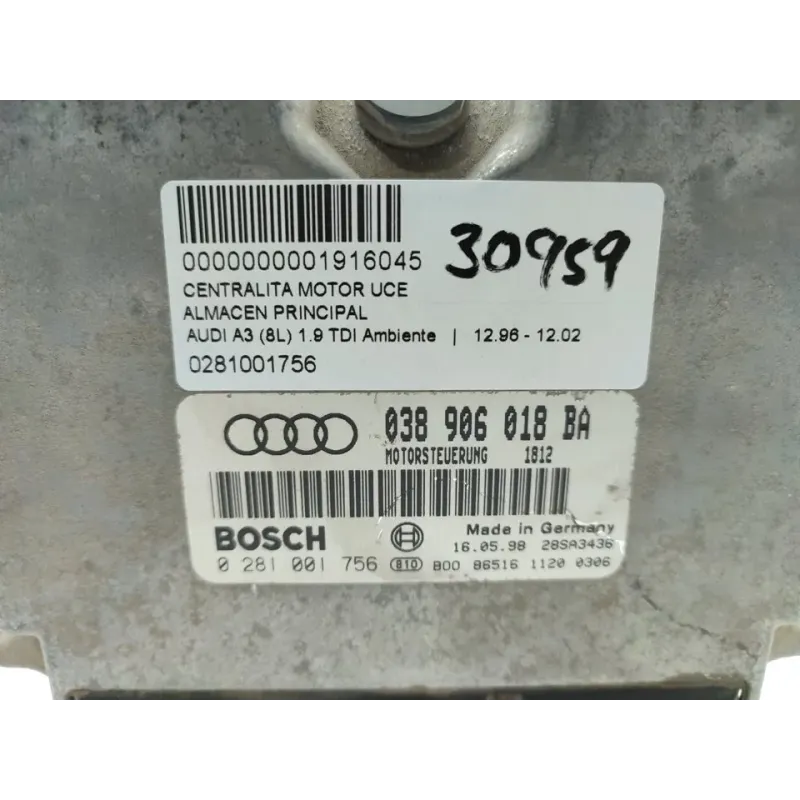 0000000001916045
30959
CENTRALITA MOTOR UCE
ALMACEN PRINCIPAL
AUDI A3 (8L) 1.9 TDI Ambiente | 12.96 - 12.02
0281001756
038 906 018 BA
MOTORSTEUERUNG 1812
BOSCH
Made in Germany
16.05.98 28SA3436
0 281 001 756 810 B00 86516 1120 0306